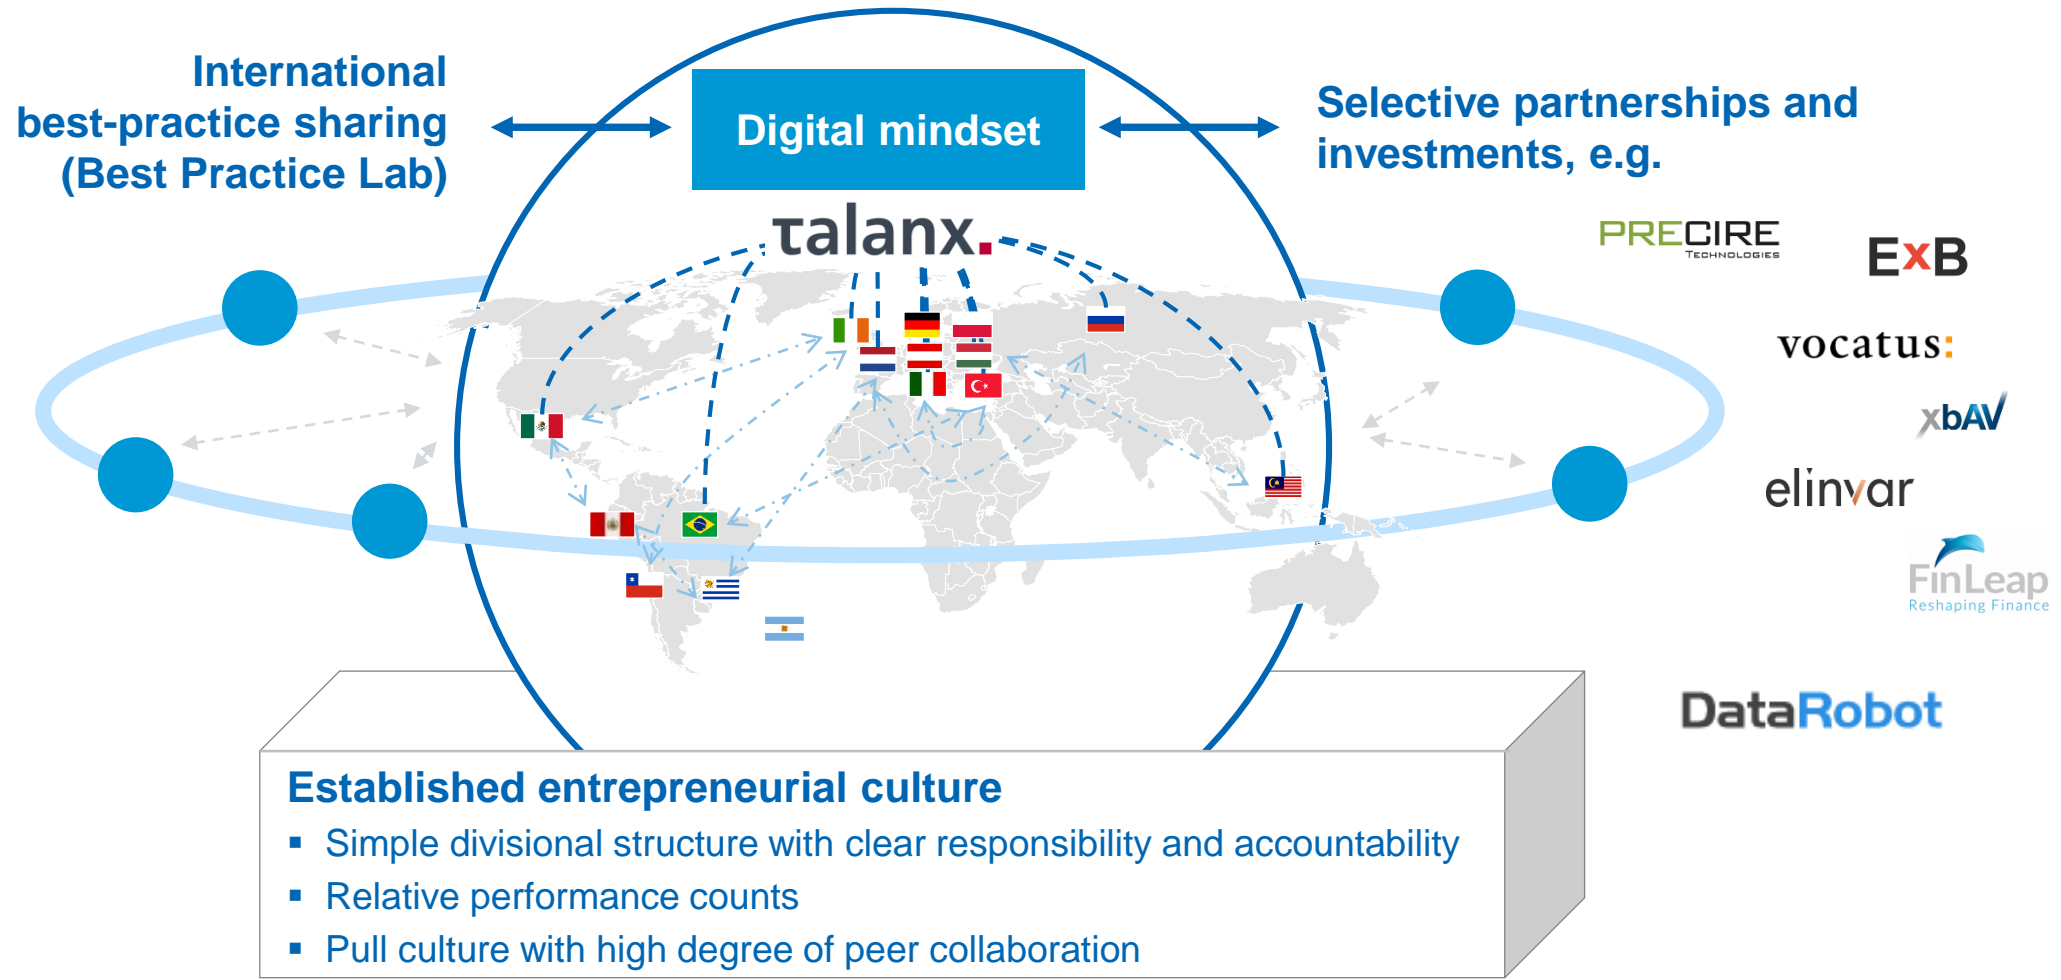 International
best-practice sharing
(Best Practice Lab)
Digital mindset
Selective partnerships and
investments, e.g.
τalanx.
PRECIRE
TECHNOLOGIES
ExB
vocatus:
xbAV
elinvar
FinLeap
Reshaping Finance
DataRobot
Established entrepreneurial culture
▪ Simple divisional structure with clear responsibility and accountability
▪ Relative performance counts
▪ Pull culture with high degree of peer collaboration